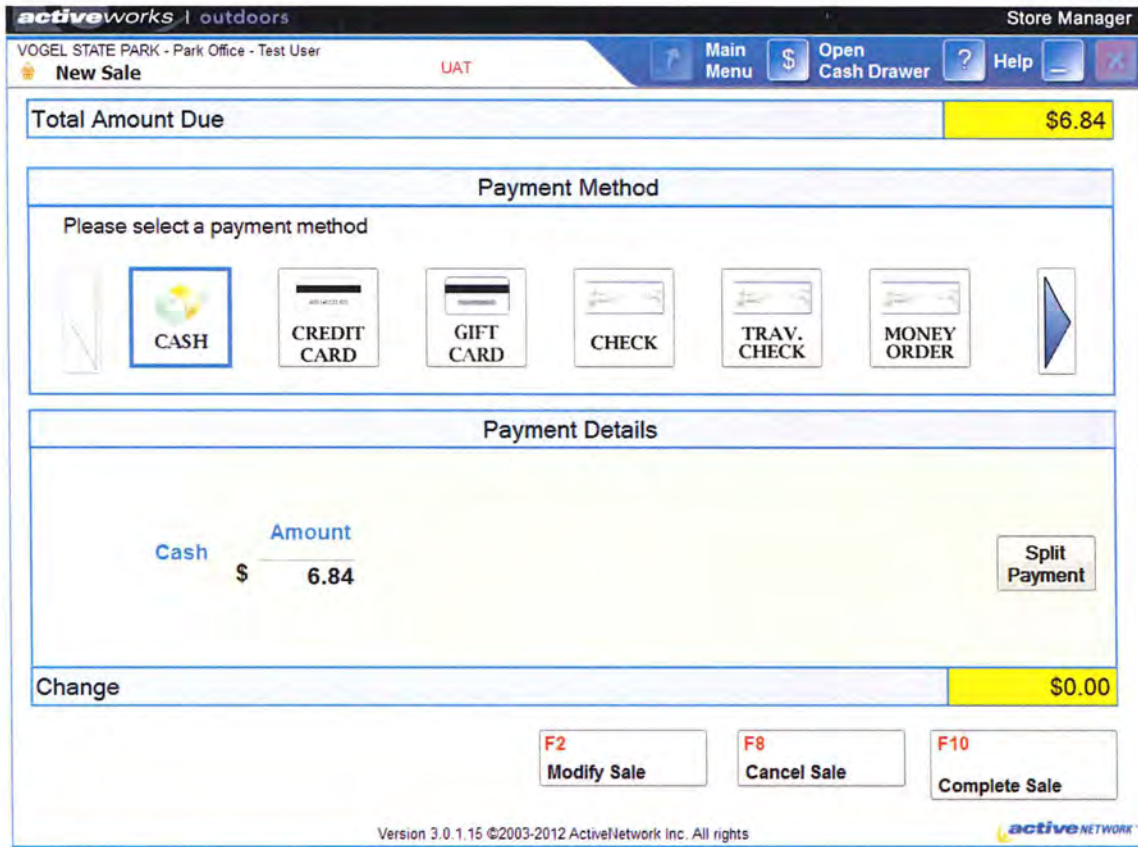 activeworks | outdoors
Store Manager
VOGEL STATE PARK - Park Office - Test User
New Sale
UAT
Main
Menu
$
Open
Cash Drawer
?
Help
Total Amount Due
$6.84
Payment Method
Please select a payment method
CASH
CREDIT
CARD
GIFT
CARD
CHECK
TRAV.
CHECK
MONEY
ORDER
Payment Details
Amount
Cash
$ 6.84
Split
Payment
Change
$0.00
F2
Modify Sale
F8
Cancel Sale
F10
Complete Sale
Version 3.0.1.15 ©2003-2012 ActiveNetwork Inc. All rights
active NETWORK